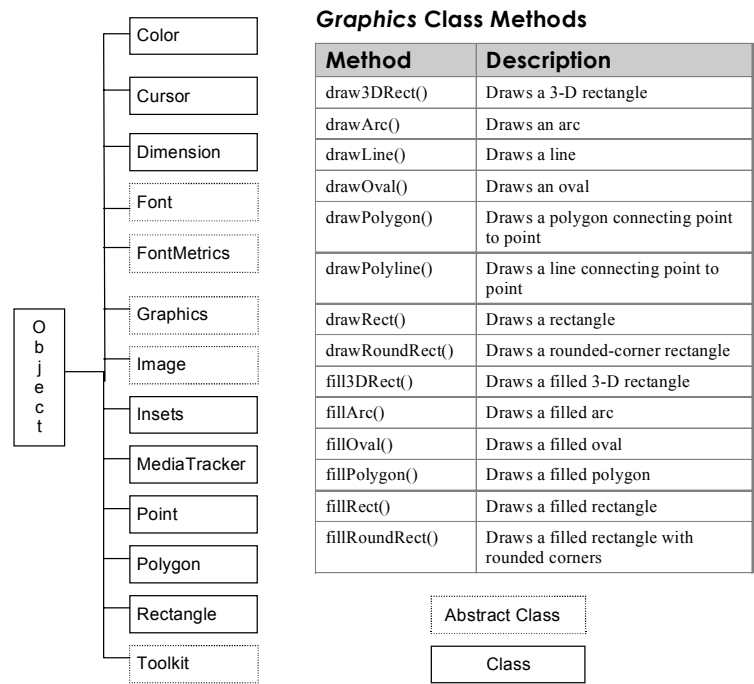 Color
Cursor
Dimension
Font
FontMetrics
Graphics
Image
Insets
MediaTracker
Point
Polygon
Rectangle
Toolkit
O
b
j
e
c
t
Graphics Class Methods
Method Description
draw3DRect() Draws a 3-D rectangle
drawArc() Draws an arc
drawLine() Draws a line
drawOval() Draws an oval
drawPolygon() Draws a polygon connecting point
to point
drawPolyline() Draws a line connecting point to
point
drawRect() Draws a rectangle
drawRoundRect() Draws a rounded-corner rectangle
fill3DRect() Draws a filled 3-D rectangle
fillArc() Draws a filled arc
fillOval() Draws a filled oval
fillPolygon() Draws a filled polygon
fillRect() Draws a filled rectangle
fillRoundRect() Draws a filled rectangle with
rounded corners
Abstract Class
Class